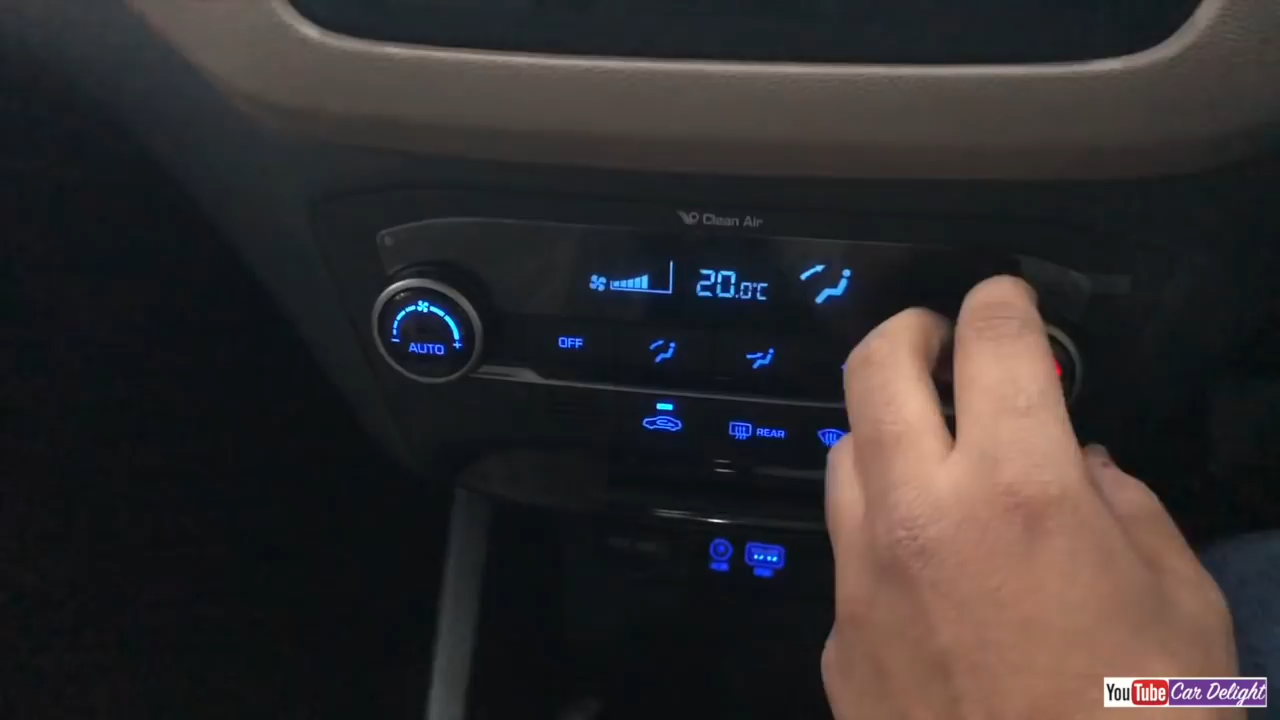 Clean Air
20.0°C
AUTO
OFF
REAR
YouTube Car Delight